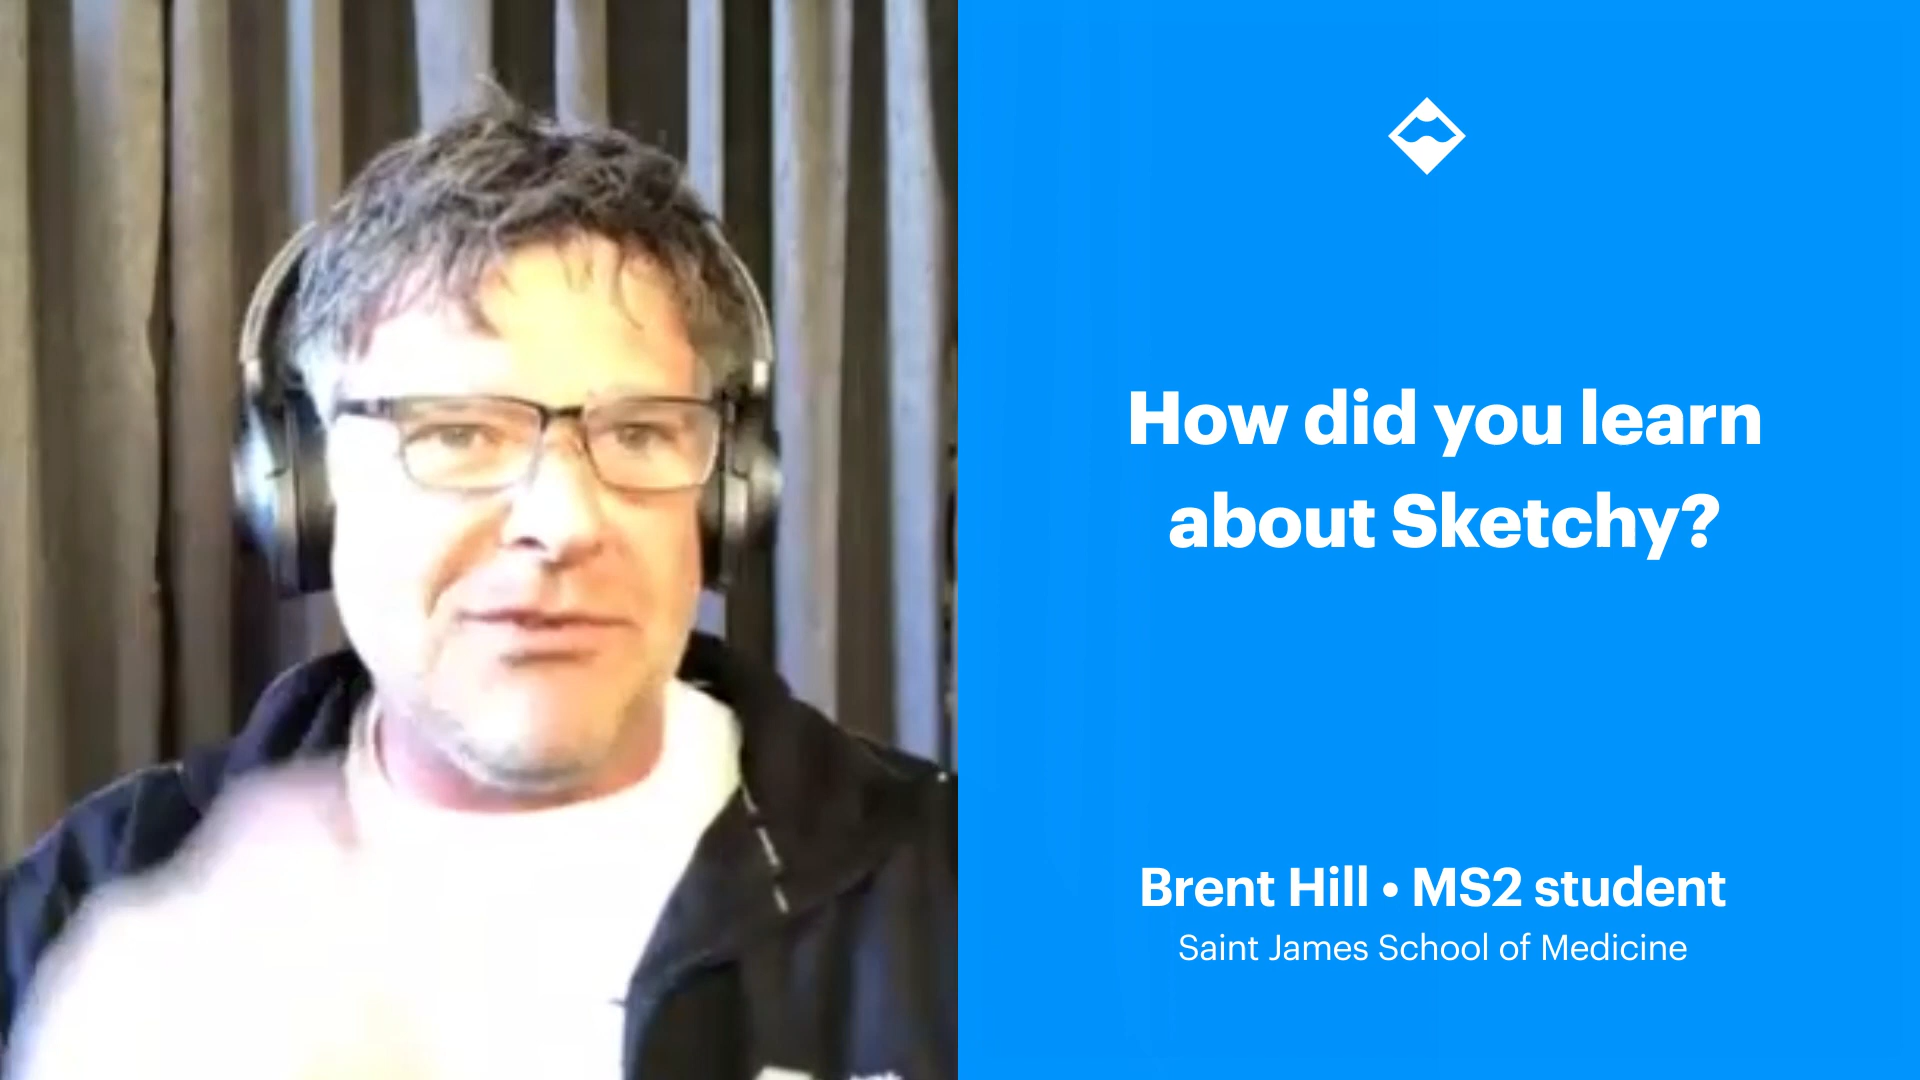 How did you learn
about Sketchy?
Brent Hill • MS2 student
Saint James School of Medicine